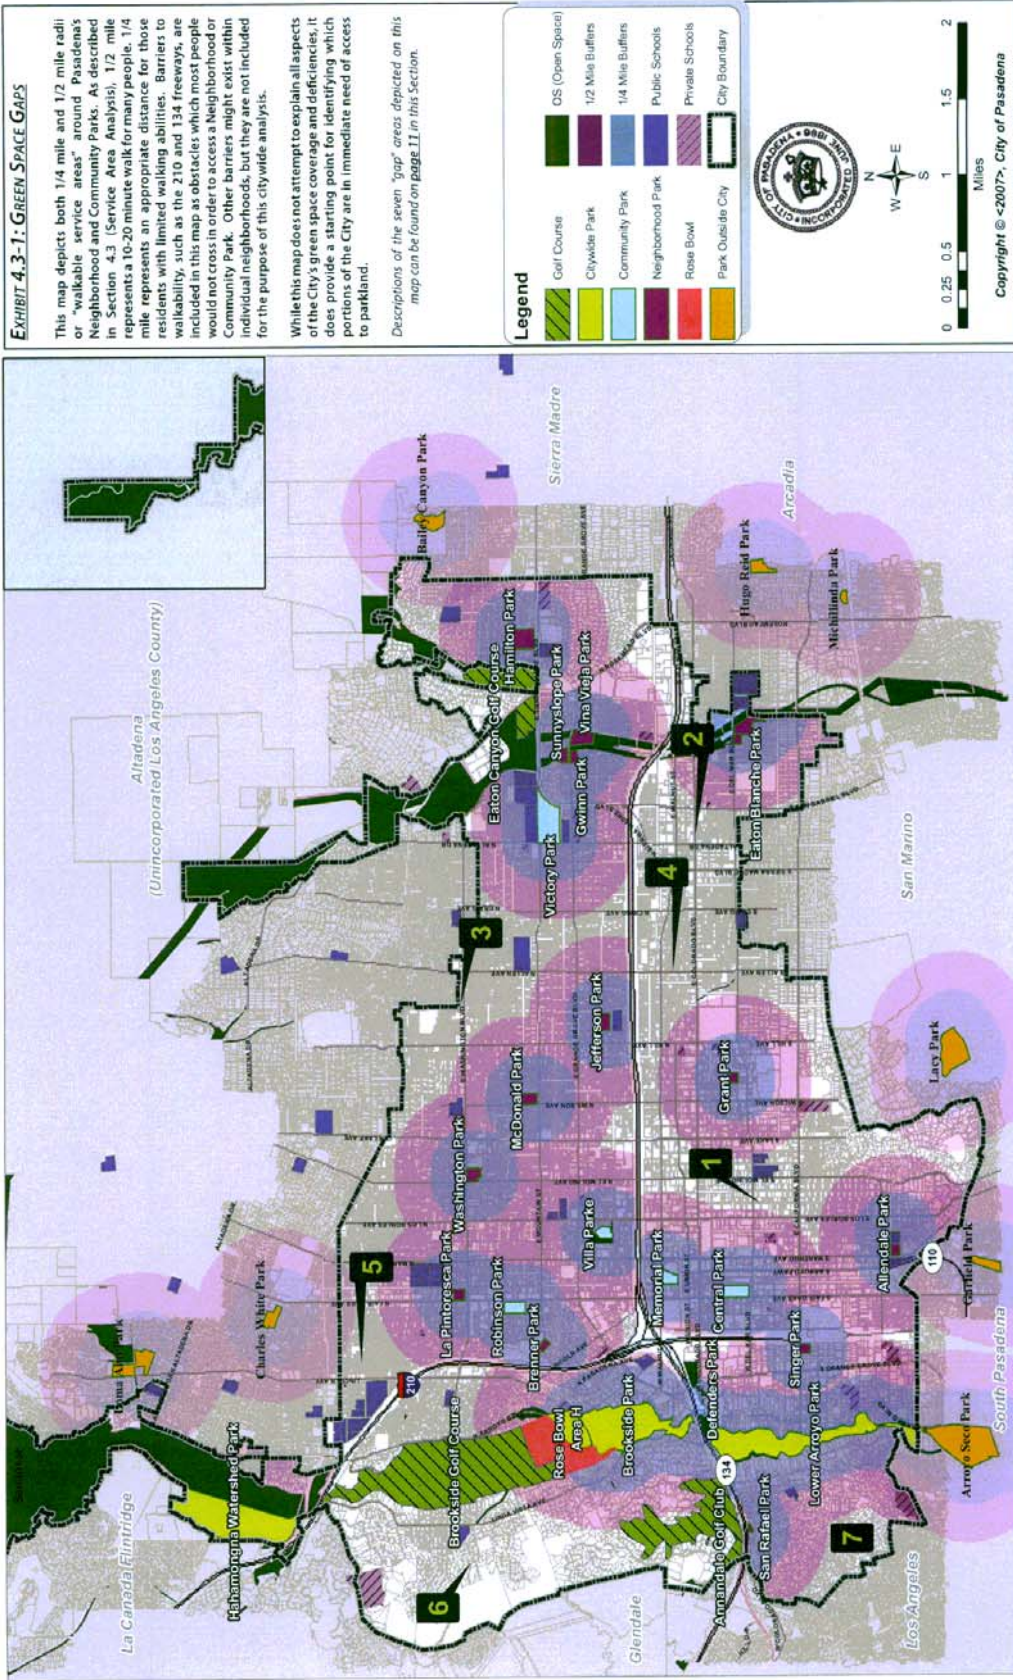 EXHIBIT 4.3-1: GREEN SPACE GAPS
This map depicts both 1/4 mile and 1/2 mile radii
or "walkable service areas" around Pasadena's
Neighborhood and Community Parks. As described
in Section 4.3 (Service Area Analysis), 1/2 mile
represents a 10-20 minute walk for many people. 1/4
mile represents an appropriate distance for those
residents with limited walking abilities. Barriers to
walkability, such as the 210 and 134 freeways, are
included in this map as obstacles which most people
would not cross in order to access a Neighborhood or
Community Park. Other barriers might exist within
individual neighborhoods, but they are not included
for the purpose of this citywide analysis.
While this map does not attempt to explain all aspects
of the City's green space coverage and deficiencies, it
does provide a starting point for identifying which
portions of the City are in immediate need of access
to parkland.
Descriptions of the seven "gap" areas depicted on this
map can be found on page 11 in this Section.
Legend
Golf Course
Citywide Park
Community Park
Neighborhood Park
Rose Bowl
Park Outside City
OS (Open Space)
1/2 Mile Buffers
1/4 Mile Buffers
Public Schools
Private Schools
City Boundary
CITY OF PASADENA
INCORPORATED
JUNE 1886
N
W
E
S
0 0.25 0.5 1 1.5 2
Miles
Copyright © <2007>, City of Pasadena
Altadena
(Unincorporated Los Angeles County)
La Canada Flintridge
Hahamongna Watershed Park
Charles White Park
Bailey Canyon Park
Sierra Madre
Eaton Canyon Golf Course
Hamilton Park
Sunnyslope Park
Vina Vieja Park
Gwinn Park
Victory Park
Washington Park
McDonald Park
Jefferson Park
La Pintoresca Park
Robinson Park
Villa Parke
Brenner Park
Brookside Golf Course
Rose Bowl
Area H
Brookside Park
Memorial Park
Central Park
Defenders Park
Grant Park
Singer Park
Allendale Park
Lower Arroyo Park
Annandale Golf Club
San Rafael Park
Eaton Blanche Park
Hugo Reid Park
Michillinda Park
Arcadia
San Marino
Lacy Park
Garfield Park
South Pasadena
Arroyo Seco Park
Los Angeles
Glendale
1
2
3
4
5
6
7
210
134
110